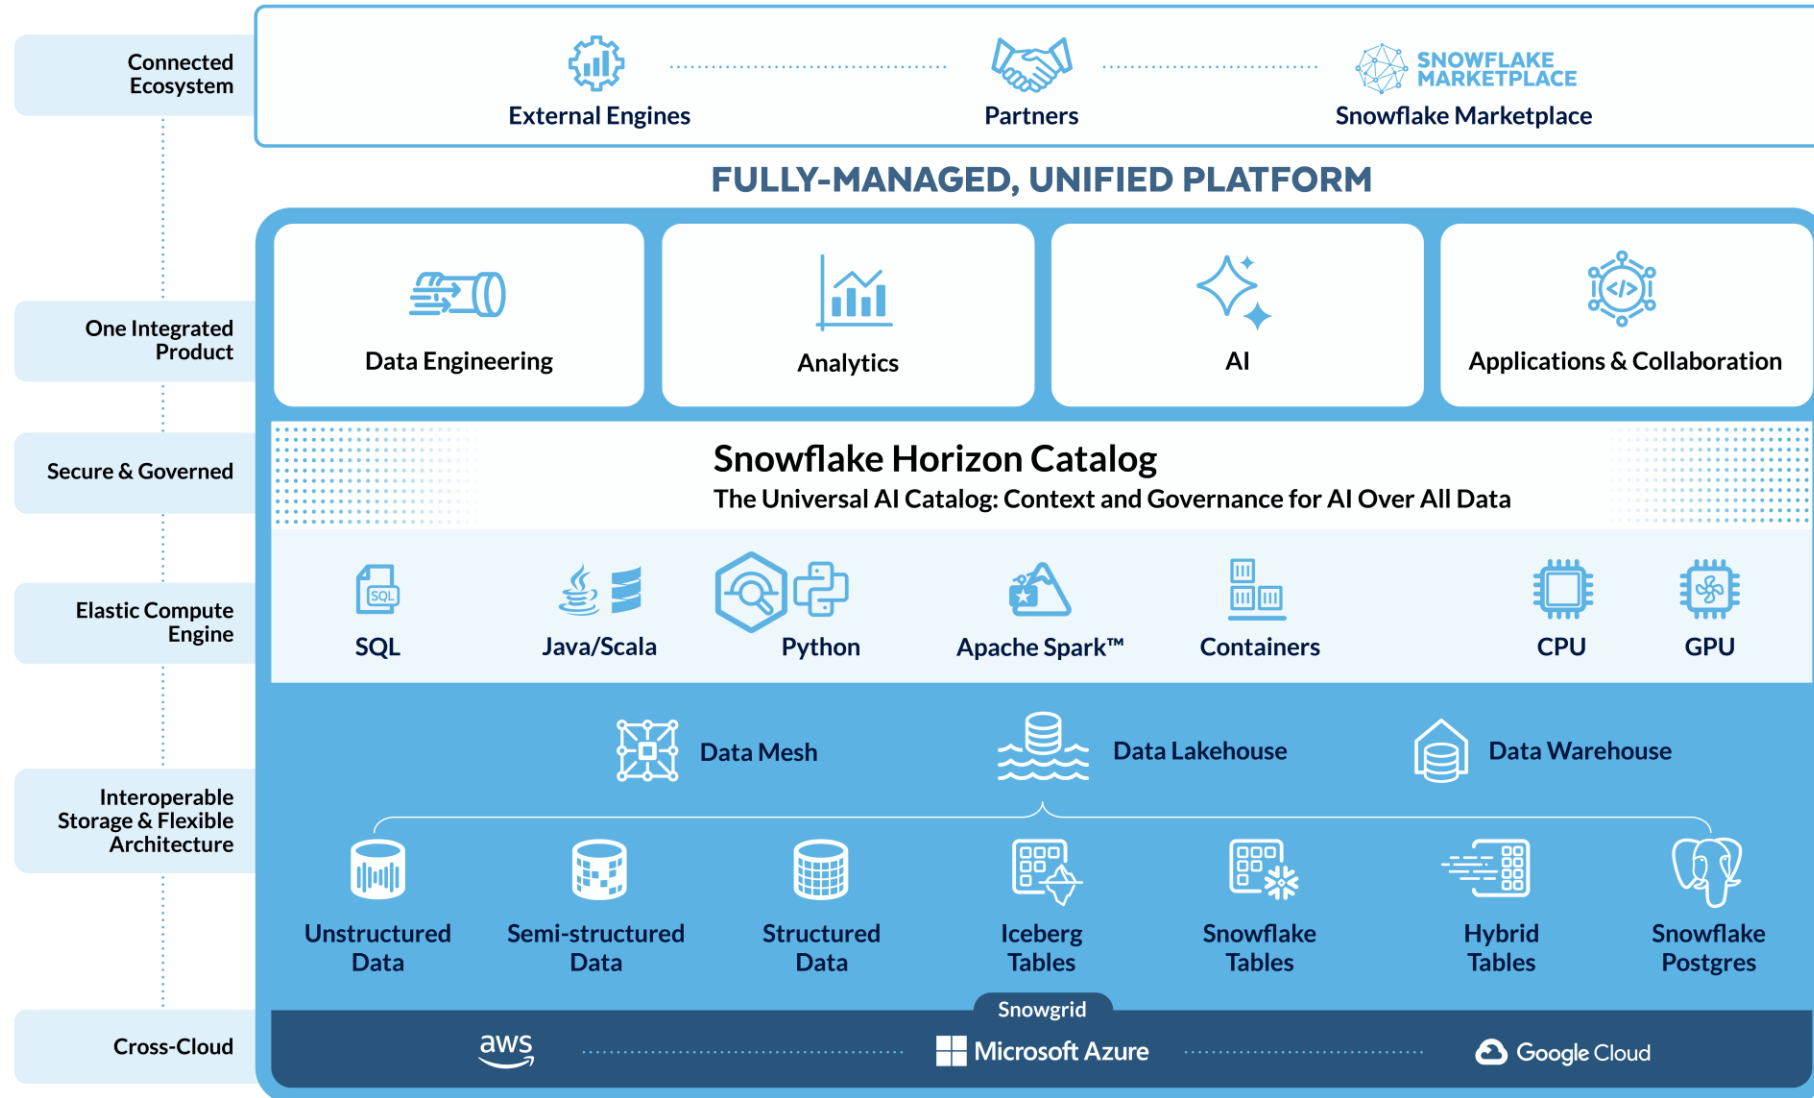 Connected
Ecosystem
External Engines
Partners
SNOWFLAKE
MARKETPLACE
Snowflake Marketplace
FULLY-MANAGED, UNIFIED PLATFORM
One Integrated
Product
Data Engineering
Analytics
AI
</>
Applications & Collaboration
Secure & Governed
Snowflake Horizon Catalog
The Universal AI Catalog: Context and Governance for AI Over All Data
Elastic Compute
Engine
SQL
SQL
Java/Scala
Python
Apache Spark™
Containers
CPU
GPU
Interoperable
Storage & Flexible
Architecture
Data Mesh
Data Lakehouse
Data Warehouse
Unstructured
Data
Semi-structured
Data
Structured
Data
Iceberg
Tables
Snowflake
Tables
Hybrid
Tables
Snowflake
Postgres
Cross-Cloud
Snowgrid
aws
Microsoft Azure
Google Cloud